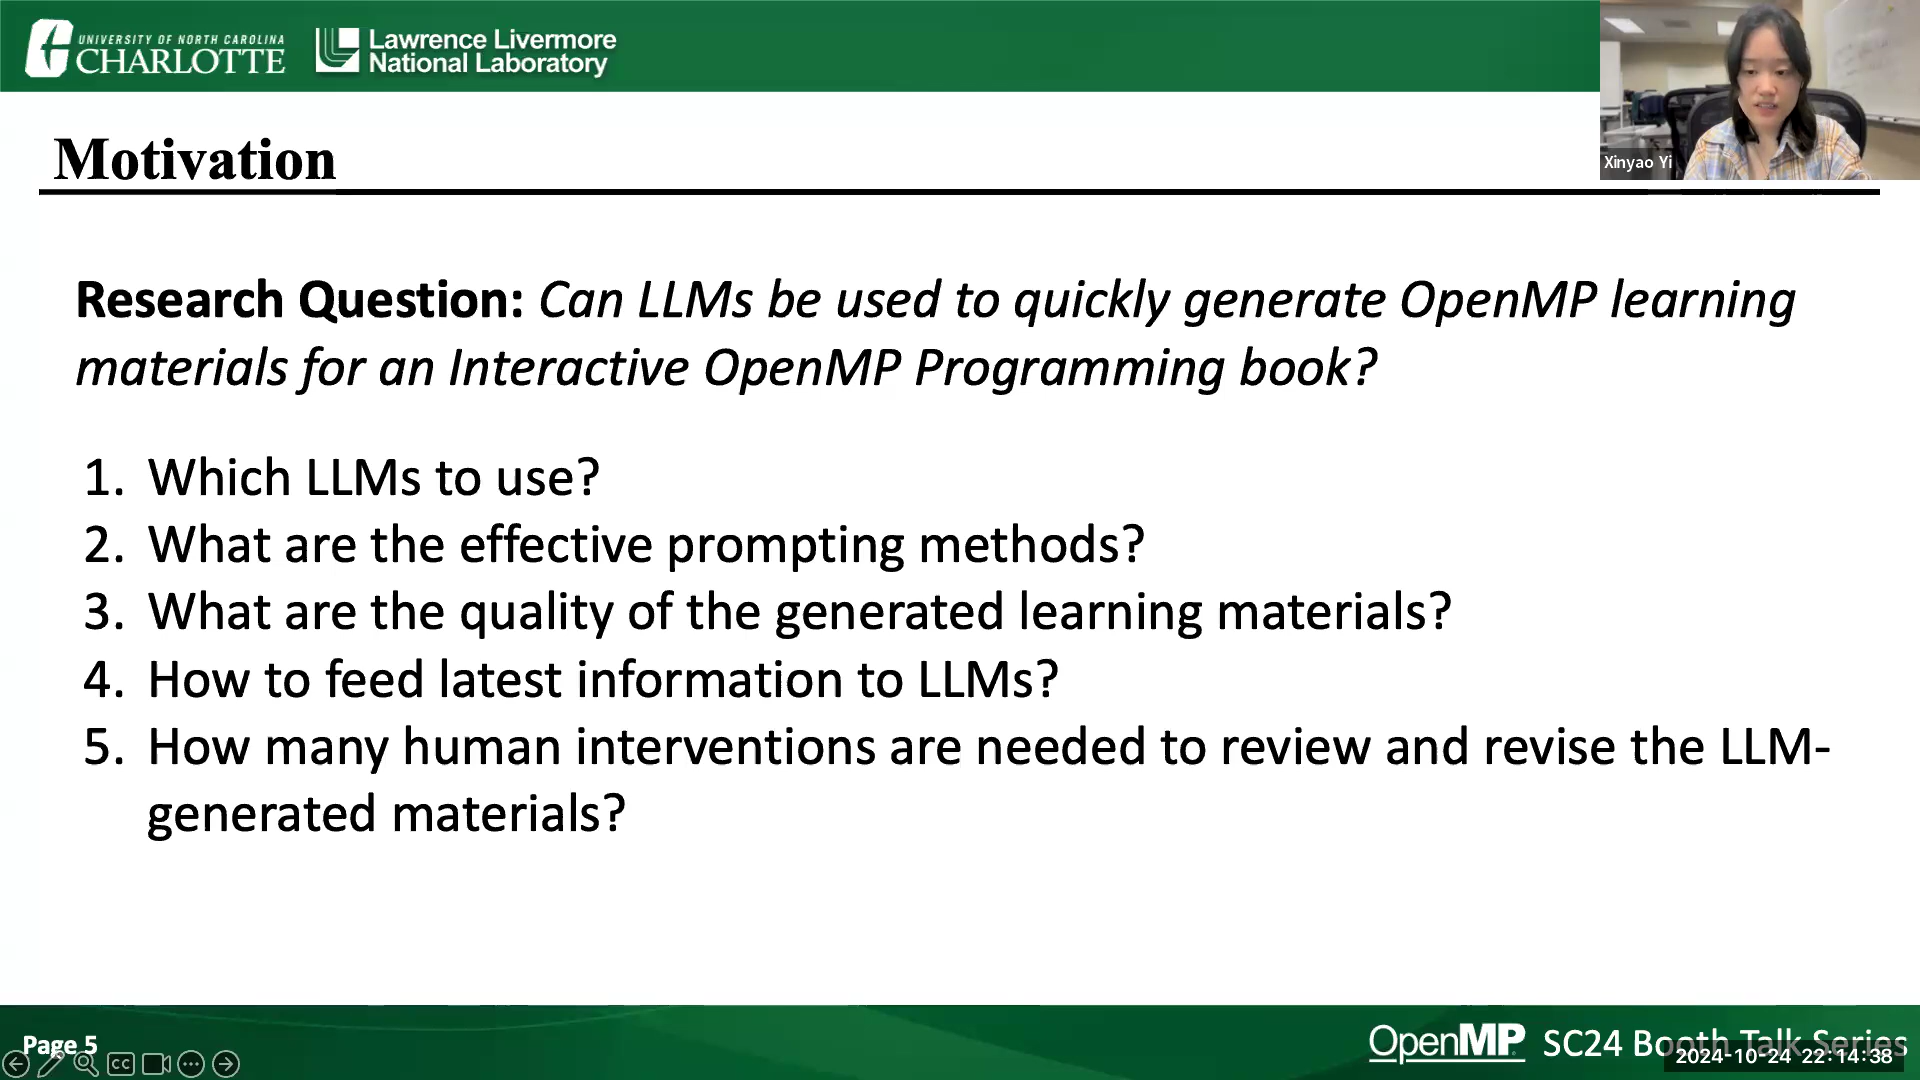 UNIVERSITY OF NORTH CAROLINA
CHARLOTTE
Lawrence Livermore
National Laboratory
Xinyao Yi
Motivation
Research Question: Can LLMs be used to quickly generate OpenMP learning
materials for an Interactive OpenMP Programming book?
1. Which LLMs to use?
2. What are the effective prompting methods?
3. What are the quality of the generated learning materials?
4. How to feed latest information to LLMs?
5. How many human interventions are needed to review and revise the LLM-
generated materials?
Page 5
CC
OpenMP SC24 Booth Talk Series
2024-10-24 22:14:38